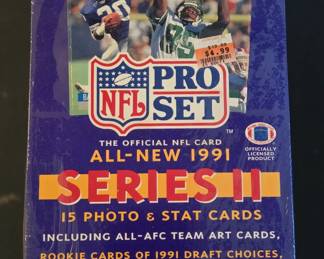 $4.99
NFL
PRO
SET
TM
THE OFFICIAL NFL CARD
OFFICIALLY
LICENSED
PRODUCT
ALL-NEW 1991
SERIES II
15 PHOTO & STAT CARDS
INCLUDING ALL-AFC TEAM ART CARDS,
ROOKIE CARDS OF 1991 DRAFT CHOICES,